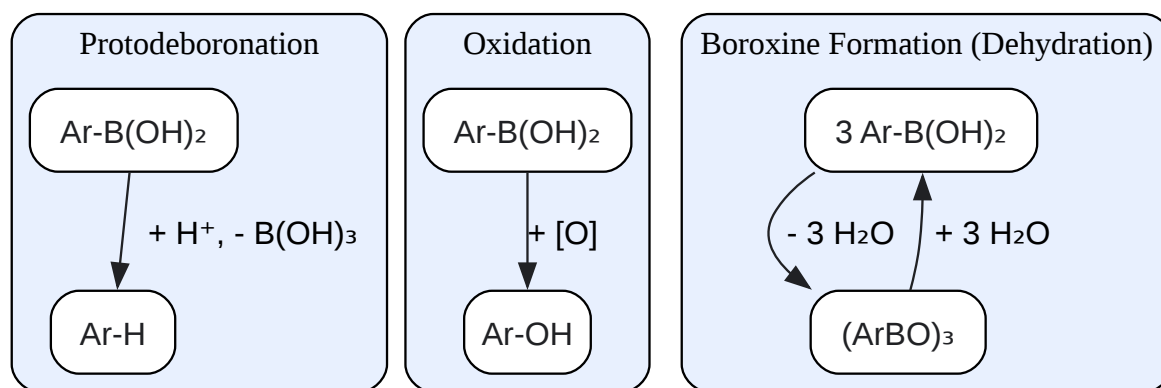 Protodeboronation
Ar-B(OH)₂
+ H⁺, - B(OH)₃
Ar-H
Oxidation
Ar-B(OH)₂
+ [O]
Ar-OH
Boroxine Formation (Dehydration)
3 Ar-B(OH)₂
- 3 H₂O
+ 3 H₂O
(ArBO)₃